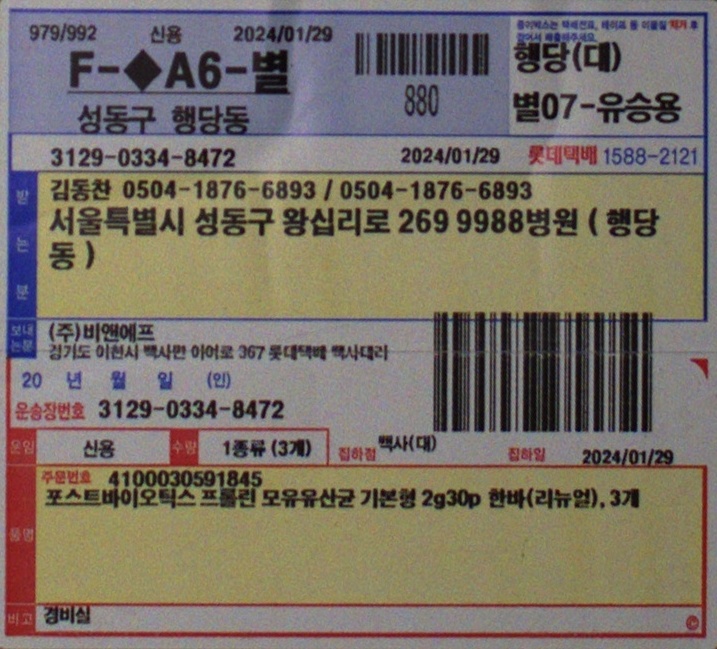 979/992 신용 2024/01/29
종이박스는 택배전표, 테이프 등 이물질 제거 후
접어서 배출해주세요.
F-◆A6-별
880
행당(대)
성동구 행당동
별07-유승용
3129-0334-8472 2024/01/29 롯데택배 1588-2121
받는분
김동찬 0504-1876-6893 / 0504-1876-6893
서울특별시 성동구 왕십리로 269 9988병원 ( 행당
동 )
보내는분
(주)비앤에프
경기도 이천시 백사면 이여로 367 롯데택배 백사대리
20 년 월 일 (인)
운송장번호 3129-0334-8472
운임 신용 수량 1종류 (3개) 집하점 백사(대) 집하일 2024/01/29
주문번호 4100030591845
품명
포스트바이오틱스 프롤린 모유유산균 기본형 2g30p 한바(리뉴얼), 3개
비고 경비실